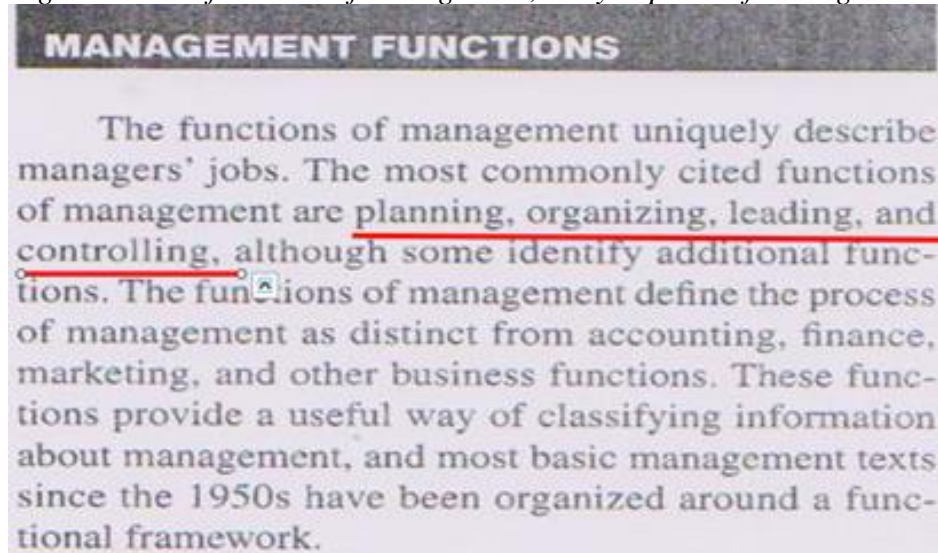 MANAGEMENT FUNCTIONS
The functions of management uniquely describe
managers' jobs. The most commonly cited functions
of management are planning, organizing, leading, and
controlling, although some identify additional func-
tions. The functions of management define the process
of management as distinct from accounting, finance,
marketing, and other business functions. These func-
tions provide a useful way of classifying information
about management, and most basic management texts
since the 1950s have been organized around a func-
tional framework.